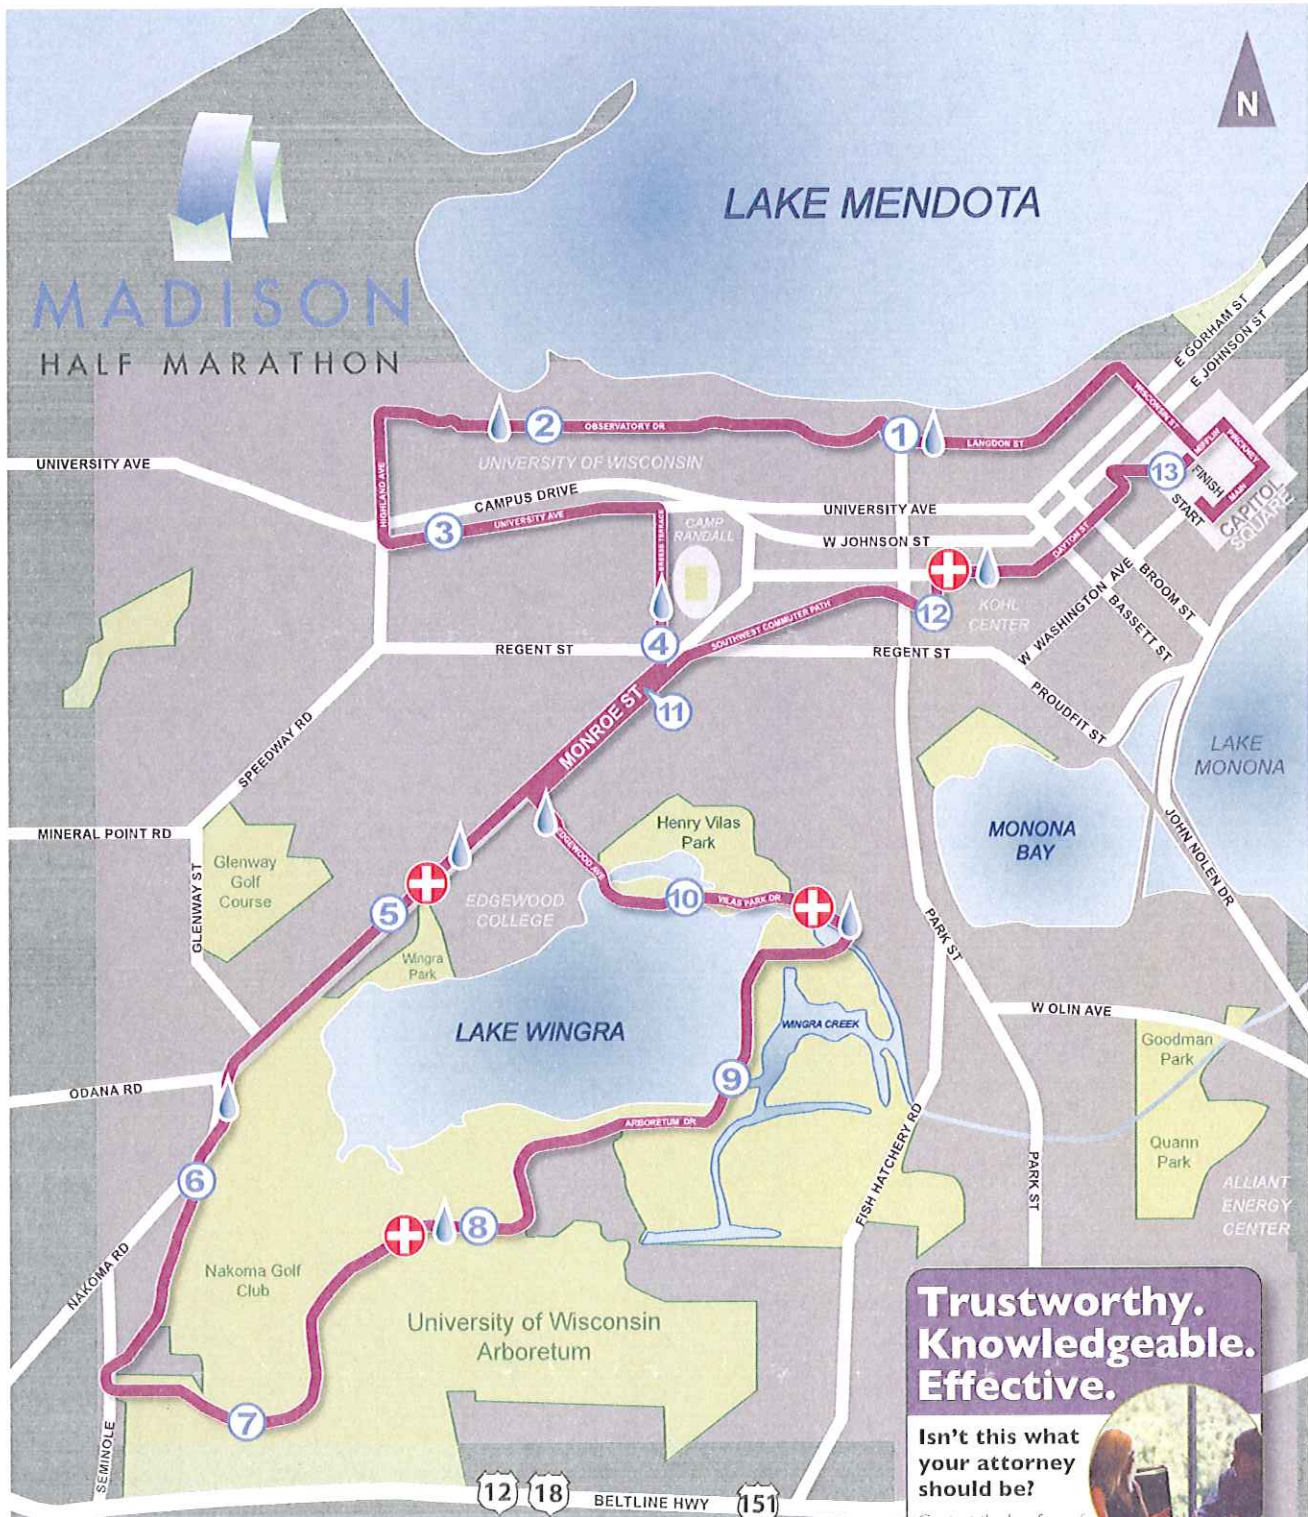 N
LAKE MENDOTA
MADISON
HALF MARATHON
E GORHAM ST
E JOHNSON ST
WISCONSIN ST
MIFFLIN
PINCKNEY
MAIN
FINISH
START
CAPITOL
SQUARE
13
1
LANGDON ST
2
OBSERVATORY DR
UNIVERSITY OF WISCONSIN
UNIVERSITY AVE
HIGHLAND AVE
CAMPUS DRIVE
3
UNIVERSITY AVE
BREESE TERRACE
CAMP
RANDALL
UNIVERSITY AVE
W JOHNSON ST
DAYTON ST
BROOM ST
BASSETT ST
W WASHINGTON AVE
KOHL
CENTER
12
SOUTHWEST COMMUTER PATH
4
REGENT ST
REGENT ST
PROUDFIT ST
11
MONROE ST
SPEEDWAY RD
LAKE
MONONA
MINERAL POINT RD
Glenway
Golf
Course
GLENWAY ST
Henry Vilas
Park
MONONA
BAY
JOHN NOLEN DR
EDGEWOOD AVE
EDGEWOOD
COLLEGE
5
10
VILAS PARK DR
PARK ST
Wingra
Park
LAKE WINGRA
WINGRA CREEK
W OLIN AVE
Goodman
Park
ODANA RD
9
ARBORETUM DR
FISH HATCHERY RD
PARK ST
Quann
Park
ALLIANT
ENERGY
CENTER
6
8
NAKOMA RD
Nakoma Golf
Club
University of Wisconsin
Arboretum
7
SEMINOLE
12
18
BELTLINE HWY
151
Trustworthy.
Knowledgeable.
Effective.
Isn't this what
your attorney
should be?